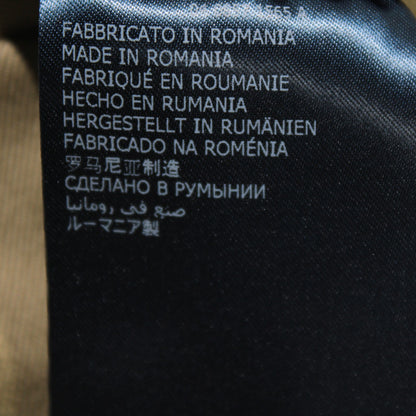 FABBRICATO IN ROMANIA
MADE IN ROMANIA
FABRIQUÉ EN ROUMANIE
HECHO EN RUMANIA
HERGESTELLT IN RUMÄNIEN
FABRICADO NA ROMÉNIA
罗马尼亚制造
СДЕЛАНО В РУМЫНИИ
صنع في رومانيا
ルーマニア製